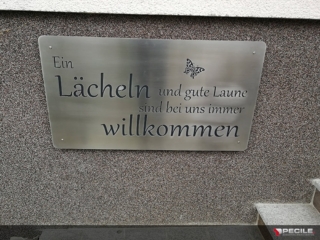 Ein
Lächeln und gute Laune
sind bei uns immer
willkommen
PECILE